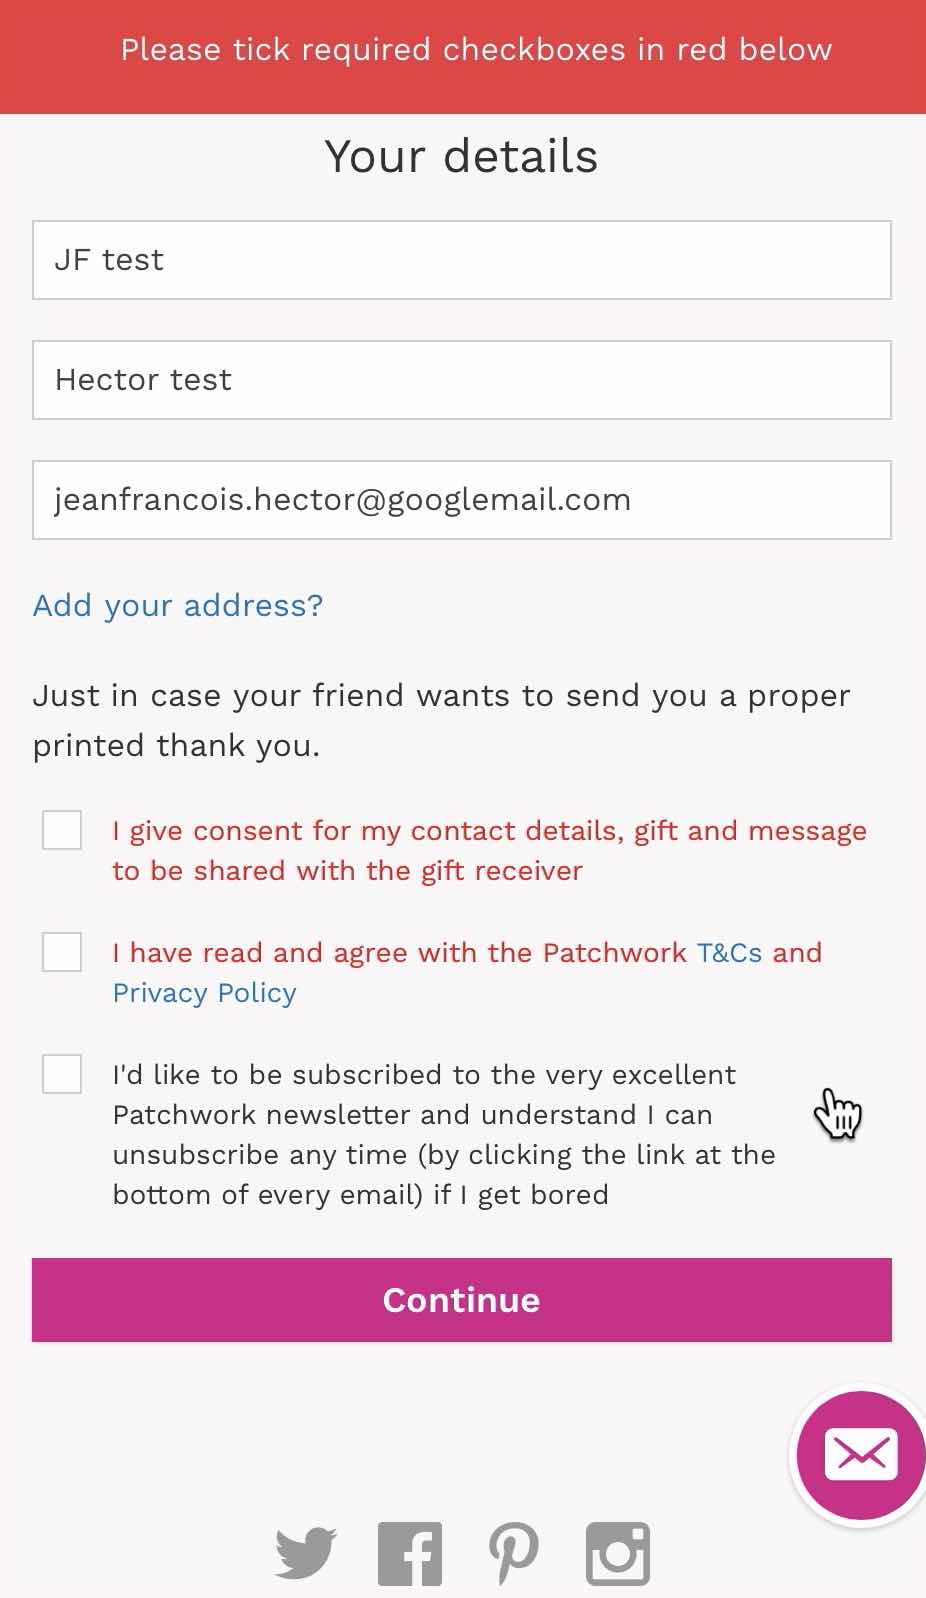 Please tick required checkboxes in red below
Your details
JF test
Hector test
jeanfrancois.hector@googlemail.com
Add your address?
Just in case your friend wants to send you a proper
printed thank you.
I give consent for my contact details, gift and message
to be shared with the gift receiver
I have read and agree with the Patchwork T&Cs and
Privacy Policy
I'd like to be subscribed to the very excellent
Patchwork newsletter and understand I can
unsubscribe any time (by clicking the link at the
bottom of every email) if I get bored
Continue